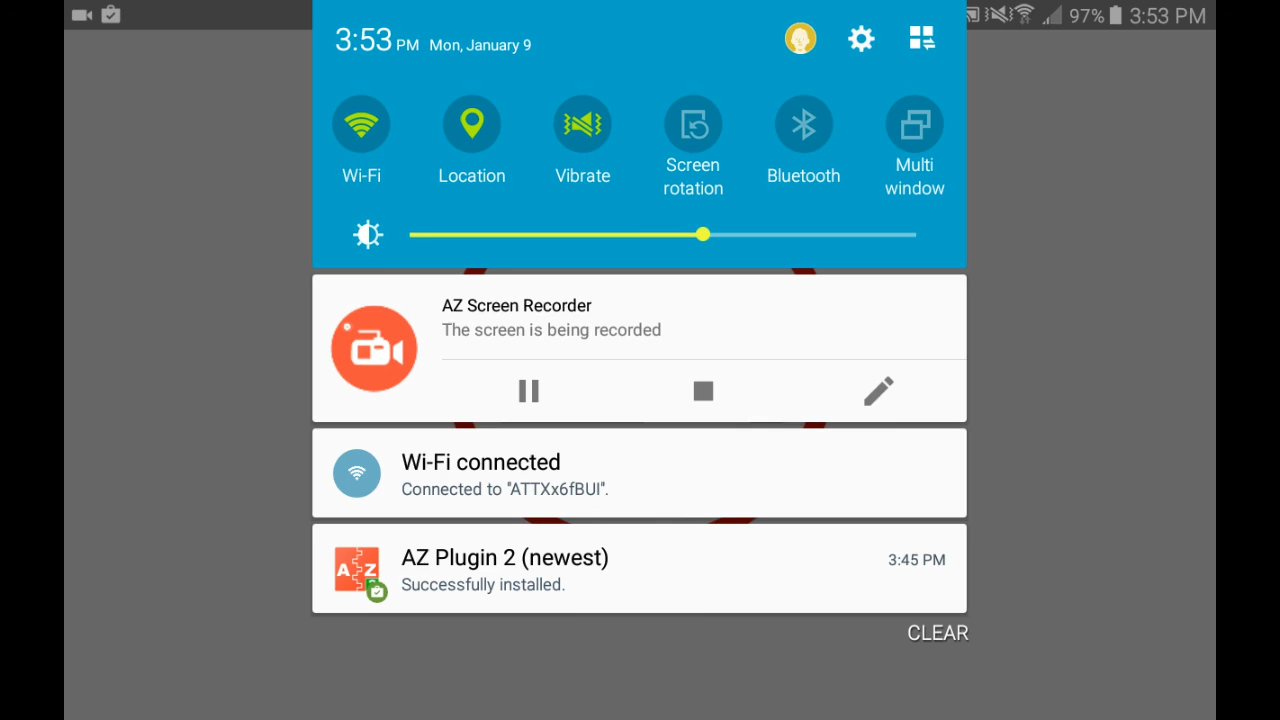 97% 3:53 PM
3:53 PM Mon, January 9
Wi-Fi
Location
Vibrate
Screen
rotation
Bluetooth
Multi
window
AZ Screen Recorder
The screen is being recorded
Wi-Fi connected
Connected to "ATTXx6fBUI".
AZ Plugin 2 (newest)
3:45 PM
Successfully installed.
A Z
CLEAR